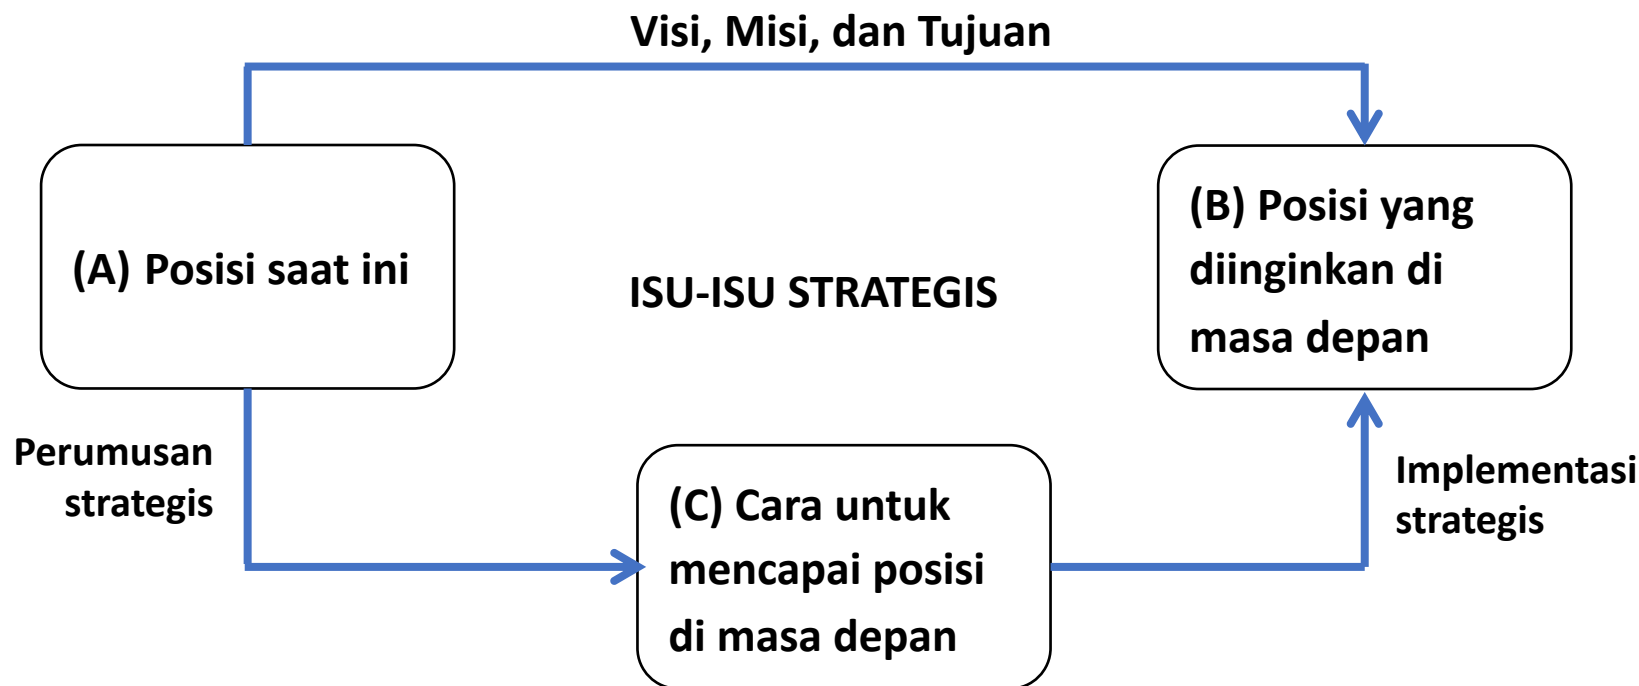 Visi, Misi, dan Tujuan
(A) Posisi saat ini
ISU-ISU STRATEGIS
(B) Posisi yang
diinginkan di
masa depan
Perumusan
strategis
(C) Cara untuk
mencapai posisi
di masa depan
Implementasi
strategis